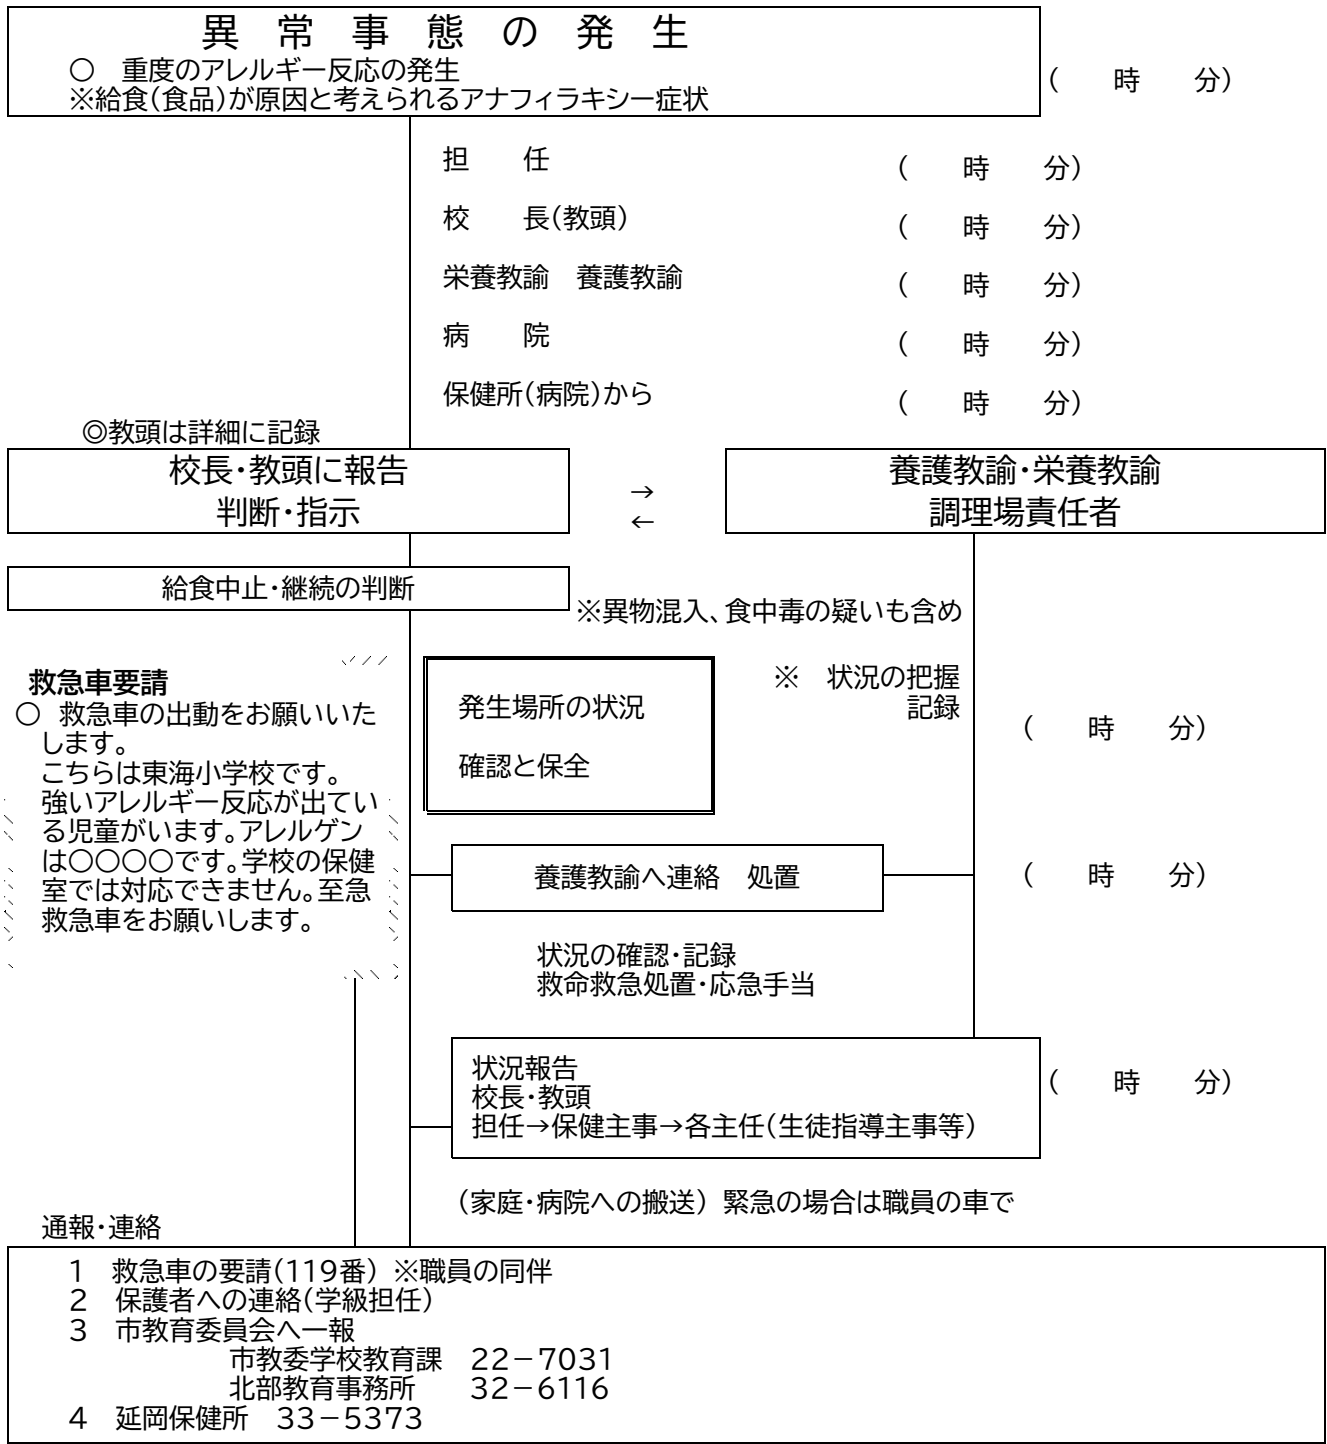 異　常　事　態　の　発　生
〇　重度のアレルギー反応の発生
※給食(食品)が原因と考えられるアナフィラキシー症状
(　　時　　分)
担　　任　(　　時　　分)
校　　長(教頭)　(　　時　　分)
栄養教諭　養護教諭　(　　時　　分)
病　　院　(　　時　　分)
保健所(病院)から　(　　時　　分)
◎教頭は詳細に記録
校長・教頭に報告
判断・指示
→
←
養護教諭・栄養教諭
調理場責任者
給食中止・継続の判断
※異物混入、食中毒の疑いも含め
救急車要請
〇　救急車の出動をお願いいた
します。
こちらは東海小学校です。
強いアレルギー反応が出てい
る児童がいます。アレルゲン
は〇〇〇〇です。学校の保健
室では対応できません。至急
救急車をお願いします。
発生場所の状況
確認と保全
※　状況の把握
記録
(　　時　　分)
養護教諭へ連絡　処置
(　　時　　分)
状況の確認・記録
救命救急処置・応急手当
状況報告
校長・教頭
担任→保健主事→各主任(生徒指導主事等)
(　　時　　分)
(家庭・病院への搬送) 緊急の場合は職員の車で
通報・連絡
1　救急車の要請(119番) ※職員の同伴
2　保護者への連絡(学級担任)
3　市教育委員会へ一報
市教委学校教育課　22－7031
北部教育事務所　　32－6116
4　延岡保健所　33－5373